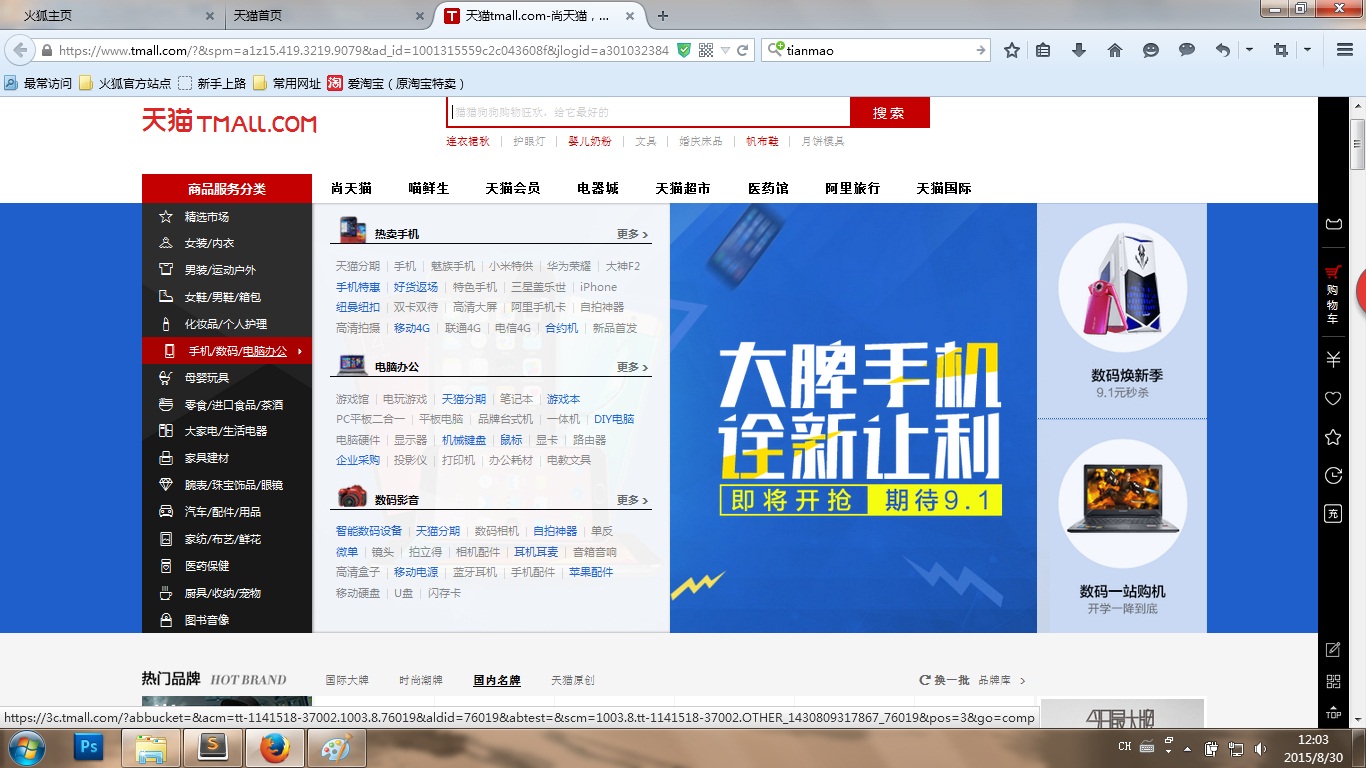 火狐主页
天猫首页
天猫tmall.com-尚天猫，...
https://www.tmall.com/?&spm=a1z15.419.3219.9079&ad_id=1001315559c2c043608f&jlogid=a301032384
tianmao
最常访问 火狐官方站点 新手上路 常用网址 淘 爱淘宝（原淘宝特卖）
天猫 TMALL.COM
猫猫狗狗购物狂欢，给它最好的
搜索
连衣裙秋 护眼灯 婴儿奶粉 文具 婚庆床品 帆布鞋 月饼模具
商品服务分类 尚天猫 喵鲜生 天猫会员 电器城 天猫超市 医药馆 阿里旅行 天猫国际
精选市场
女装/内衣
男装/运动户外
女鞋/男鞋/箱包
化妆品/个人护理
手机/数码/电脑办公
母婴玩具
零食/进口食品/茶酒
大家电/生活电器
家具建材
腕表/珠宝饰品/眼镜
汽车/配件/用品
家纺/布艺/鲜花
医药保健
厨具/收纳/宠物
图书音像
热卖手机 更多
天猫分期 手机 魅族手机 小米特供 华为荣耀 大神F2
手机特惠 好货返场 特色手机 三星盖乐世 iPhone
纽曼纽扣 双卡双待 高清大屏 阿里手机卡 自拍神器
高清拍摄 移动4G 联通4G 电信4G 合约机 新品首发
电脑办公 更多
游戏馆 电玩游戏 天猫分期 笔记本 游戏本
PC平板二合一 平板电脑 品牌台式机 一体机 DIY电脑
电脑硬件 显示器 机械键盘 鼠标 显卡 路由器
企业采购 投影仪 打印机 办公耗材 电教文具
数码影音 更多
智能数码设备 天猫分期 数码相机 自拍神器 单反
微单 镜头 拍立得 相机配件 耳机耳麦 音箱音响
高清盒子 移动电源 蓝牙耳机 手机配件 苹果配件
移动硬盘 U盘 闪存卡
大牌手机
诠新让利
即将开抢 期待9.1
数码焕新季
9.1元秒杀
数码一站购机
开学一降到底
购物车
充
TOP
热门品牌 HOT BRAND 国际大牌 时尚潮牌 国内名牌 天猫原创 换一批 品牌库
今日最大牌
https://3c.tmall.com/?abbucket=&acm=tt-1141518-37002.1003.8.76019&aldid=76019&abtest=&scm=1003.8.tt-1141518-37002.OTHER_1430809317867_76019&pos=3&go=comp
Ps
CH
12:03
2015/8/30